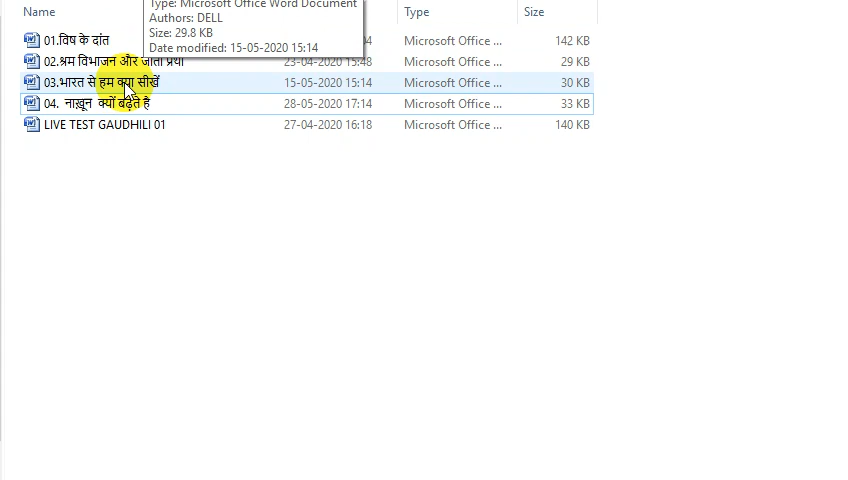 Type: Microsoft Office Word Document
Authors: DELL
Size: 29.8 KB
Date modified: 15-05-2020 15:14
Name Type Size
01.विष के दांत 04 Microsoft Office ... 142 KB
02.श्रम विभाजन और जाति प्रथा 23-04-2020 15:48 Microsoft Office ... 29 KB
03.भारत से हम क्या सीखें 15-05-2020 15:14 Microsoft Office ... 30 KB
04. नाखून क्यों बढ़ते है 28-05-2020 17:14 Microsoft Office ... 33 KB
LIVE TEST GAUDHILI 01 27-04-2020 16:18 Microsoft Office ... 140 KB